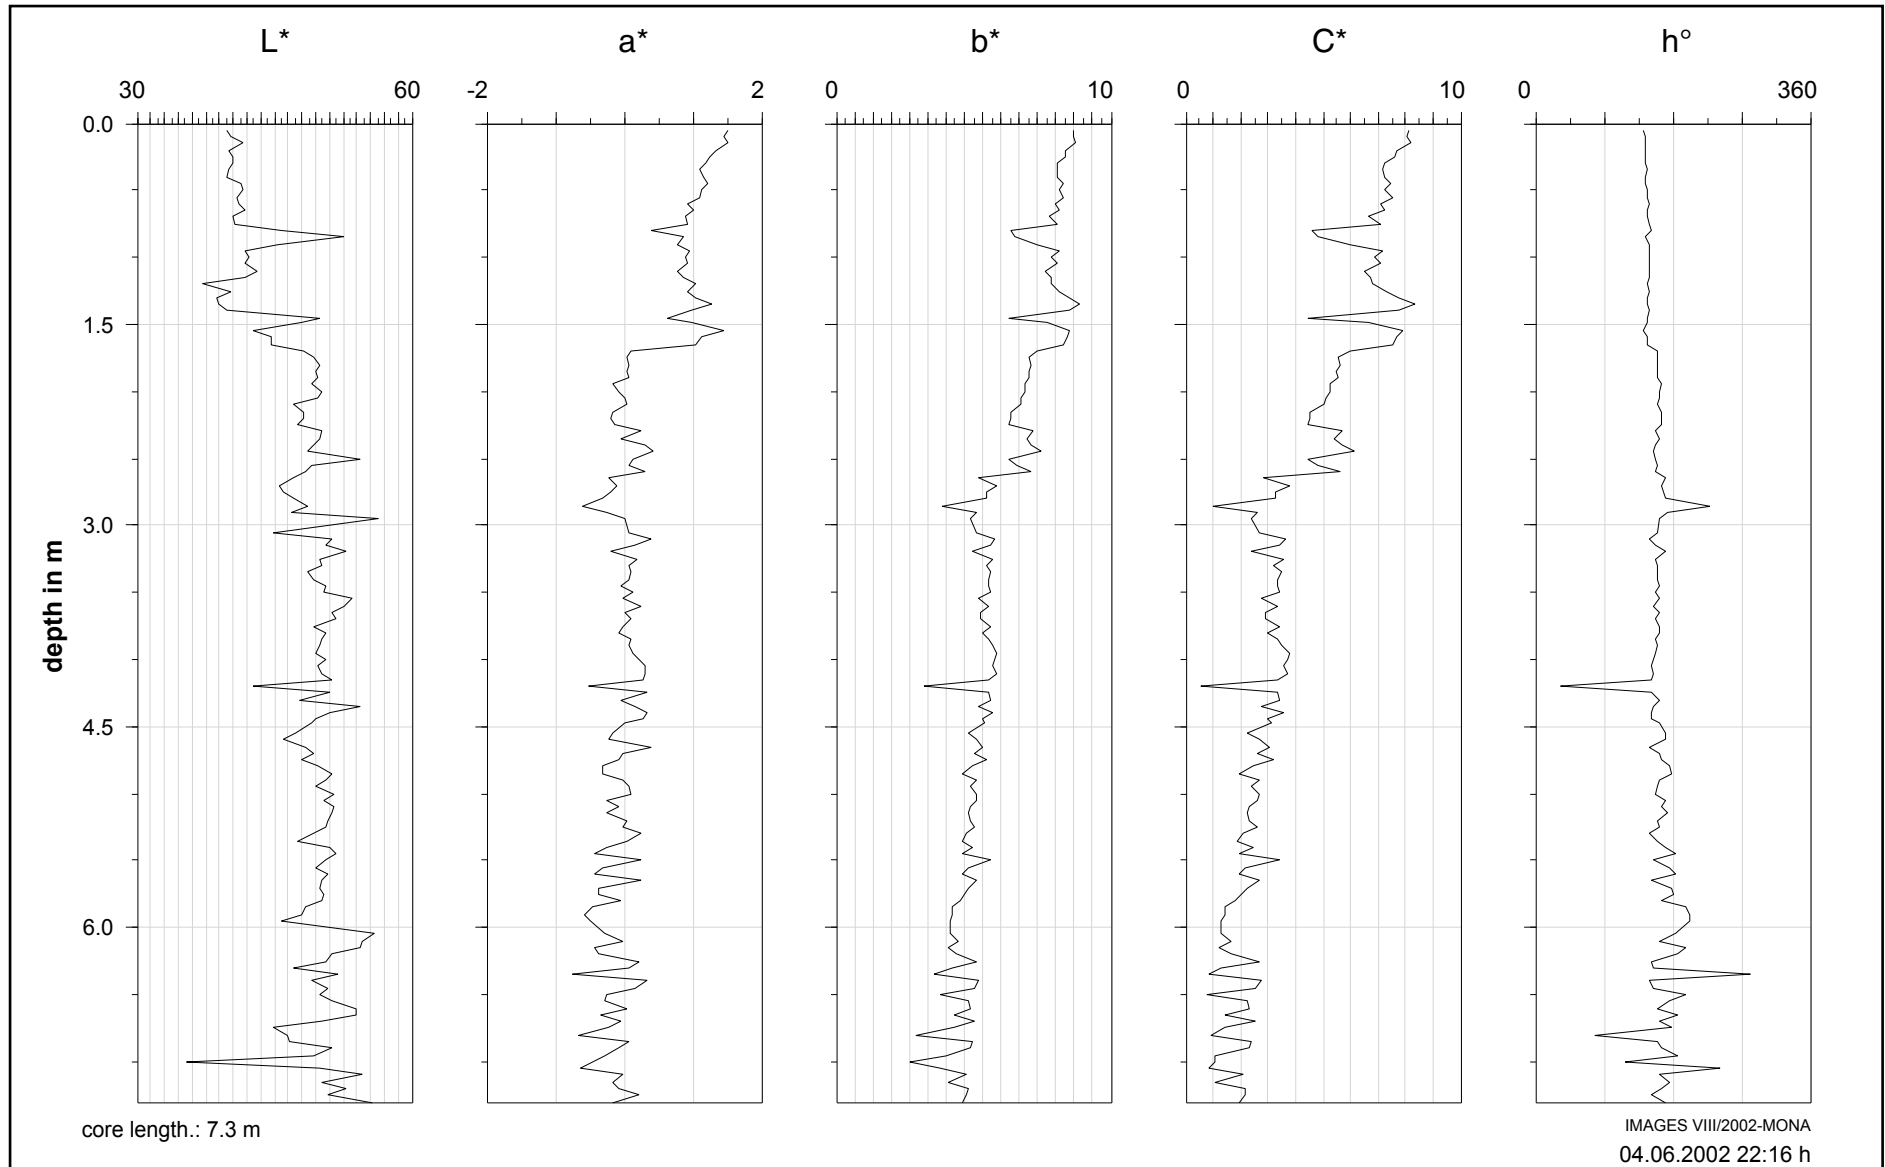 L* a* b* C* h°
30 60 -2 2 0 10 0 10 0 360
0.0
1.5
3.0
4.5
6.0
depth in m
core length.: 7.3 m
IMAGES VIII/2002-MONA
04.06.2002 22:16 h